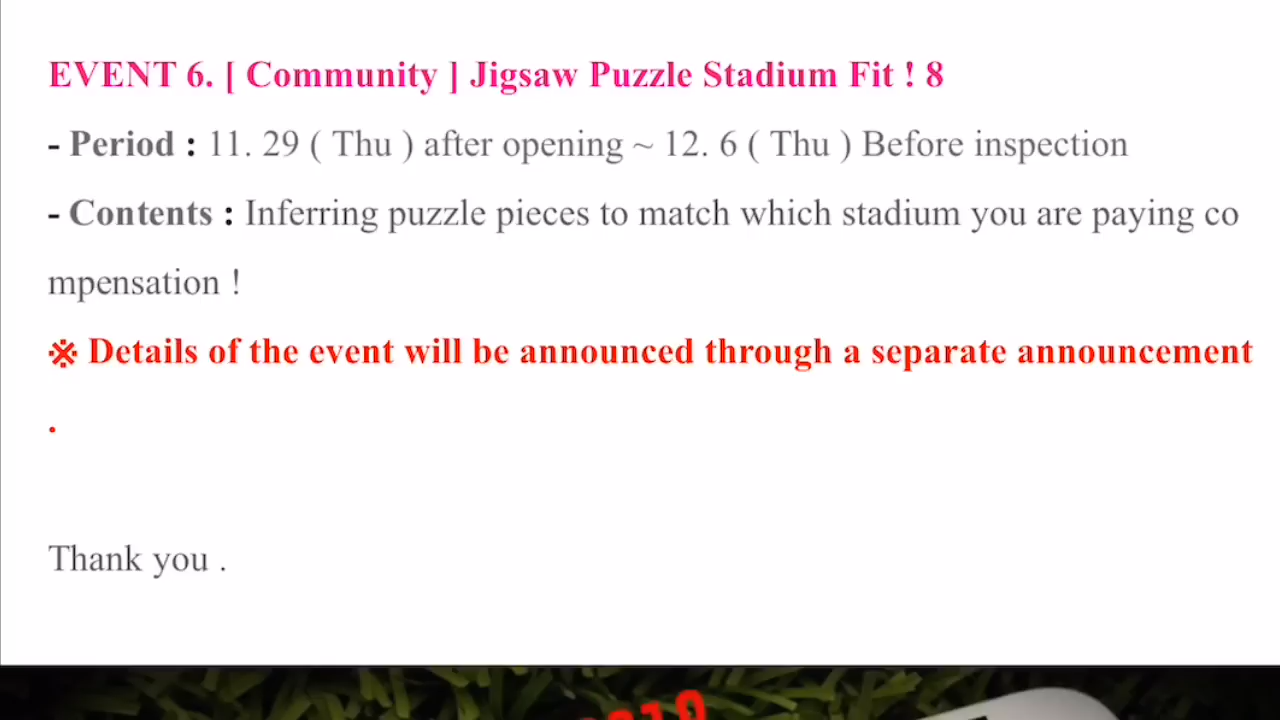 EVENT 6. [ Community ] Jigsaw Puzzle Stadium Fit ! 8
- Period : 11. 29 ( Thu ) after opening ~ 12. 6 ( Thu ) Before inspection
- Contents : Inferring puzzle pieces to match which stadium you are paying co
mpensation !
※ Details of the event will be announced through a separate announcement
.
Thank you .